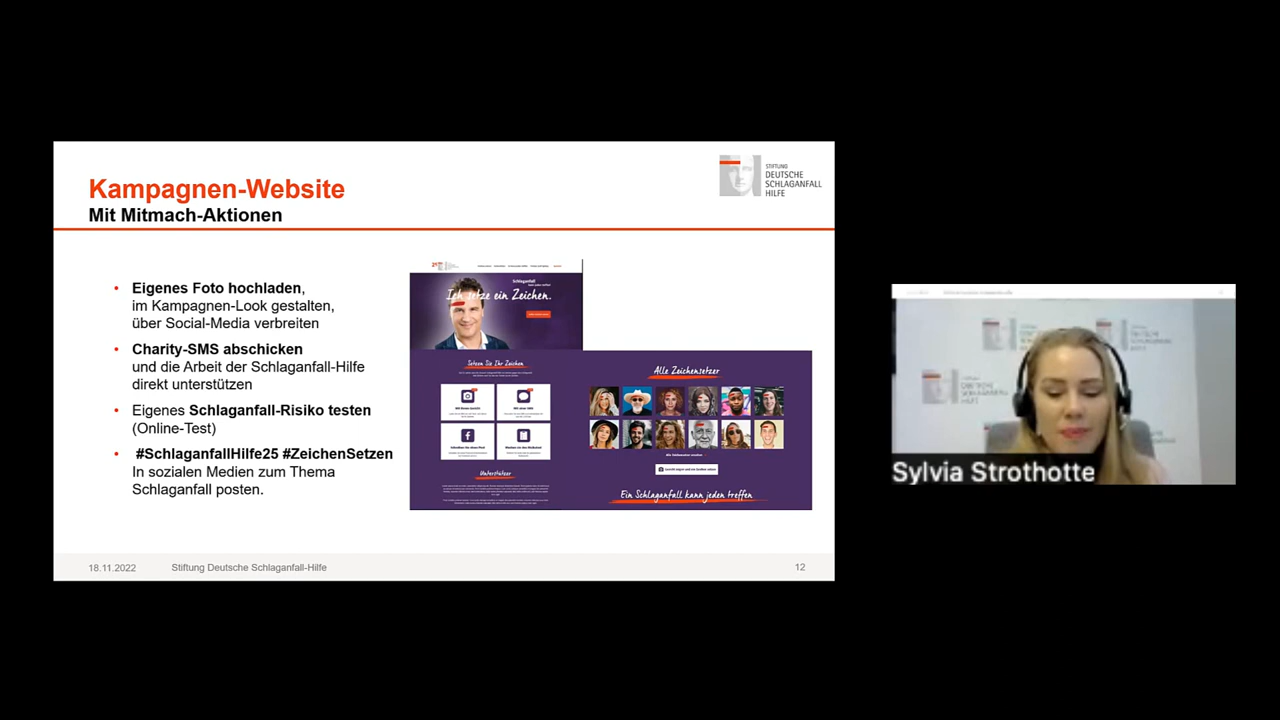 Kampagnen-Website
Mit Mitmach-Aktionen
STIFTUNG
DEUTSCHE
SCHLAGANFALL
HILFE
• Eigenes Foto hochladen,
im Kampagnen-Look gestalten,
über Social-Media verbreiten
• Charity-SMS abschicken
und die Arbeit der Schlaganfall-Hilfe
direkt unterstützen
• Eigenes Schlaganfall-Risiko testen
(Online-Test)
• #SchlaganfallHilfe25 #ZeichenSetzen
In sozialen Medien zum Thema
Schlaganfall posten.
Schlaganfall
Ich setze ein Zeichen.
Setzen Sie Ihr Zeichen
Unterstützer
Alle Zeichensetzer
Ein Schlaganfall kann jeden treffen
18.11.2022
Stiftung Deutsche Schlaganfall-Hilfe
12
Sylvia Strothotte